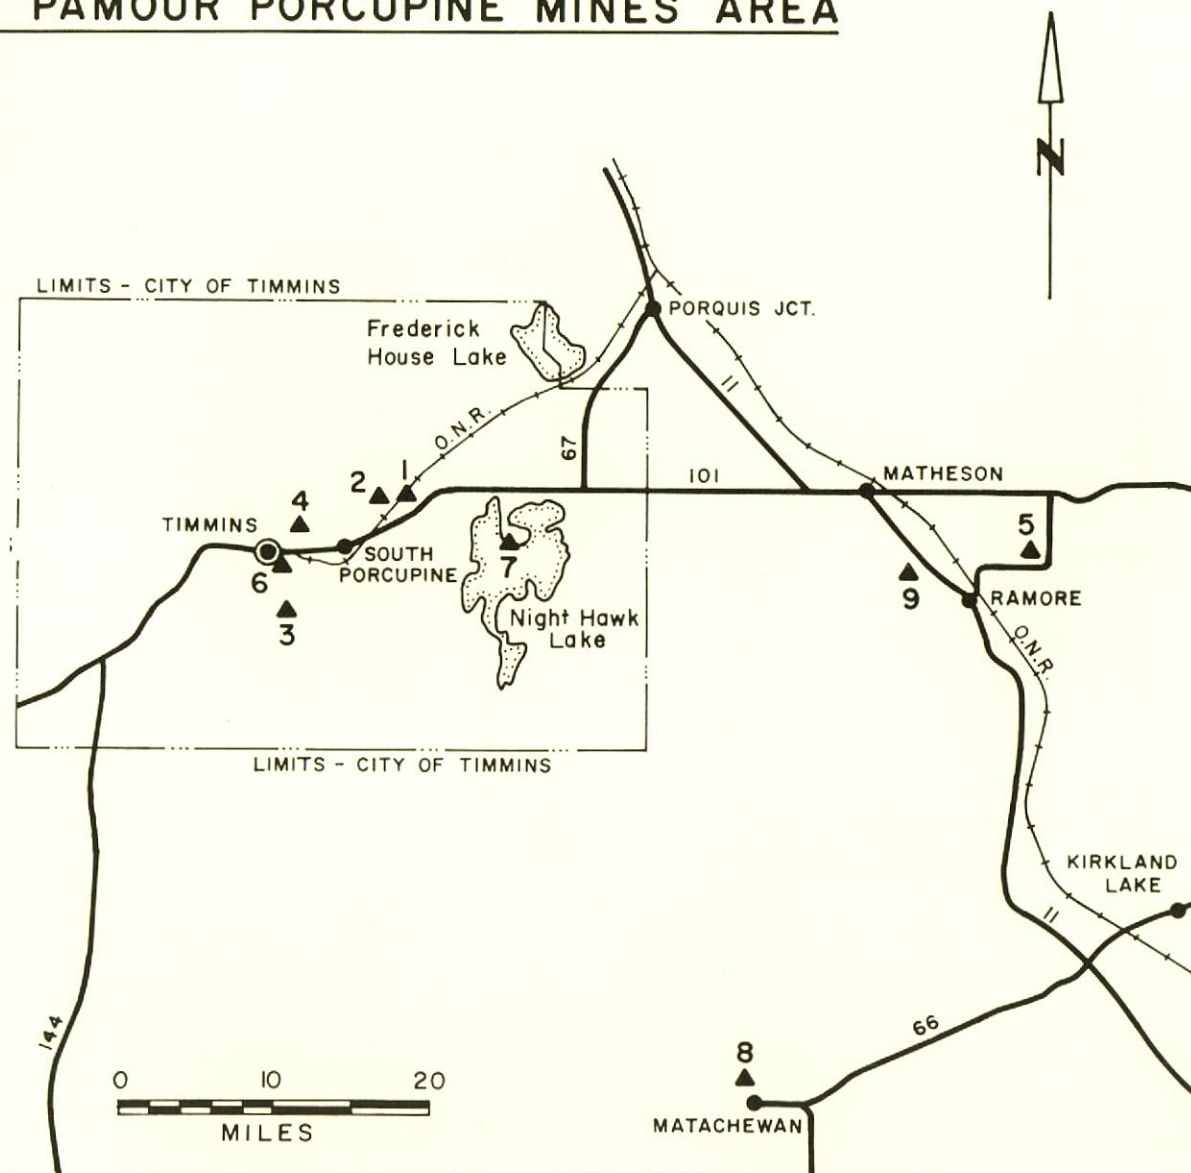 PAMOUR PORCUPINE MINES AREA
N
LIMITS - CITY OF TIMMINS
PORQUIS JCT.
Frederick
House Lake
11
O.N.R.
67
101
MATHESON
2
1
4
TIMMINS
5
SOUTH
PORCUPINE
6
7
9
RAMORE
3
Night Hawk
Lake
O.N.R.
LIMITS - CITY OF TIMMINS
KIRKLAND
LAKE
11
144
66
8
0 10 20
MILES
MATACHEWAN